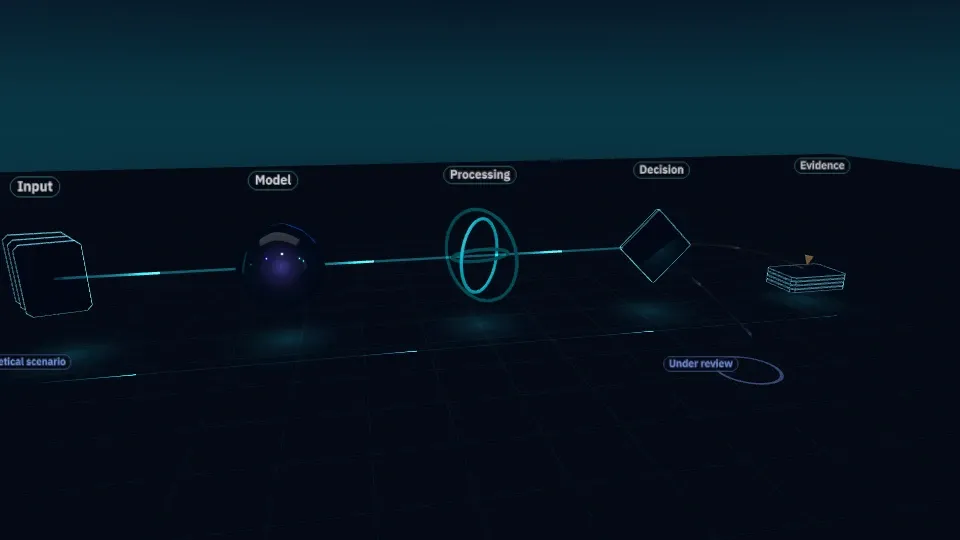 Input
Model
Processing
Decision
Evidence
etical scenario
Under review